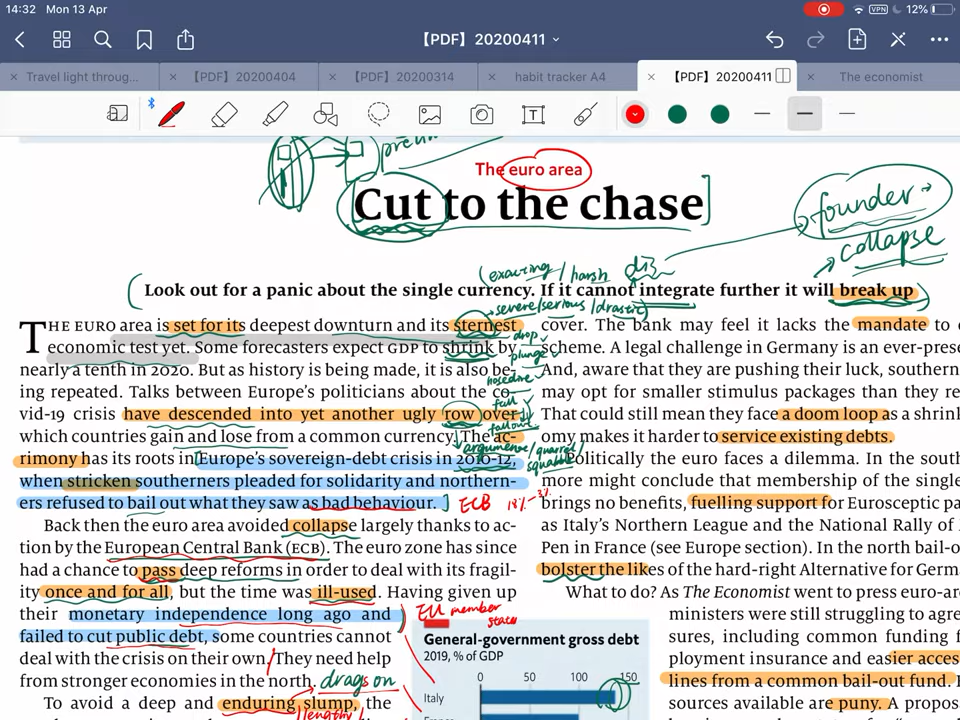 14:32 Mon 13 Apr
VPN 12%
【PDF】20200411
Travel light throug...
【PDF】20200404
【PDF】20200314
habit tracker A4
【PDF】20200411
The economist
The euro area
Cut to the chase
founder
collapse
exacting / harsh
dis
Look out for a panic about the single currency. If it cannot integrate further it will break up
severe/serious/drastic
THE EURO area is set for its deepest downturn and its sternest
economic test yet. Some forecasters expect GDP to shrink by
nearly a tenth in 2020. But as history is being made, it is also be-
ing repeated. Talks between Europe's politicians about the co-
vid-19 crisis have descended into yet another ugly row over
which countries gain and lose from a common currency. The ac-
rimony has its roots in Europe's sovereign-debt crisis in 2010-12,
when stricken southerners pleaded for solidarity and northern-
ers refused to bail out what they saw as bad behaviour.
drop
plunge
nosedive
fall
argument/quarrel/
squabble
ECB
Back then the euro area avoided collapse largely thanks to ac-
tion by the European Central Bank (ECB). The euro zone has since
had a chance to pass deep reforms in order to deal with its fragil-
ity once and for all, but the time was ill-used. Having given up
their monetary independence long ago and
failed to cut public debt, some countries cannot
deal with the crisis on their own. They need help
from stronger economies in the north.
drags on
To avoid a deep and enduring slump, the
lengthy
EU member
state
General-government gross debt
2019, % of GDP
0 50 100 150
Italy
cover. The bank may feel it lacks the mandate to
scheme. A legal challenge in Germany is an ever-pres
And, aware that they are pushing their luck, southern
may opt for smaller stimulus packages than they re
That could still mean they face a doom loop as a shrink
omy makes it harder to service existing debts.
Politically the euro faces a dilemma. In the south
more might conclude that membership of the single
brings no benefits, fuelling support for Eurosceptic pa
as Italy's Northern League and the National Rally of
Pen in France (see Europe section). In the north bail-o
bolster the likes of the hard-right Alternative for Germa
What to do? As The Economist went to press euro-ar
ministers were still struggling to agre
sures, including common funding f
ployment insurance and easier acces
lines from a common bail-out fund.
sources available are puny. A propos